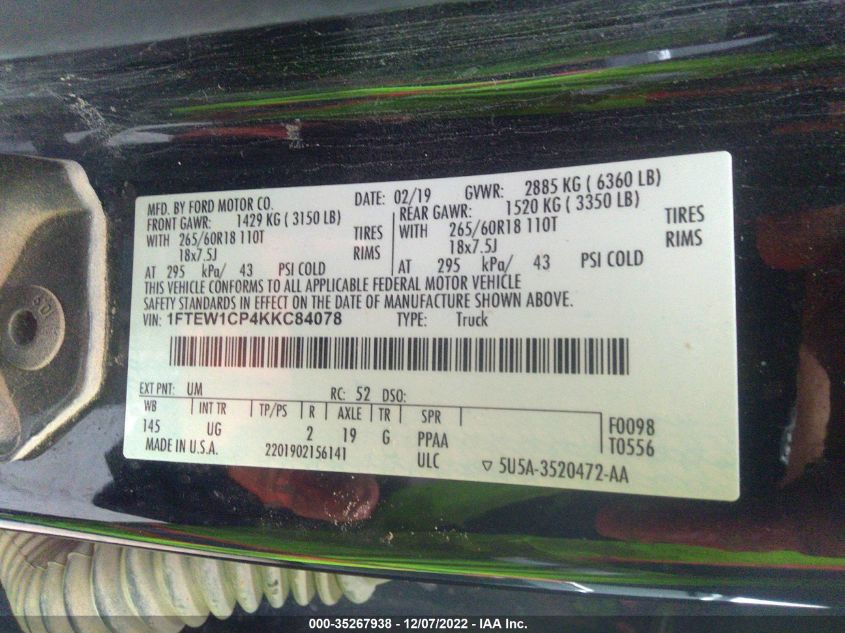 MFD. BY FORD MOTOR CO. DATE: 02/19 GVWR: 2885 KG ( 6360 LB)
FRONT GAWR: 1429 KG ( 3150 LB) REAR GAWR: 1520 KG ( 3350 LB)
WITH 265/60R18 110T TIRES WITH 265/60R18 110T TIRES
18x7.5J RIMS 18x7.5J RIMS
AT 295 kPa/ 43 PSI COLD AT 295 kPa/ 43 PSI COLD
THIS VEHICLE CONFORMS TO ALL APPLICABLE FEDERAL MOTOR VEHICLE
SAFETY STANDARDS IN EFFECT ON THE DATE OF MANUFACTURE SHOWN ABOVE.
VIN: 1FTEW1CP4KKC84078 TYPE: Truck
EXT PNT: UM RC: 52 DSO:
WB INT TR TP/PS R AXLE TR SPR F0098
145 UG 2 19 G PPAA T0556
MADE IN U.S.A. 2201902156141 ULC ▽ 5U5A-3520472-AA
000-35267938 - 12/07/2022 - IAA Inc.